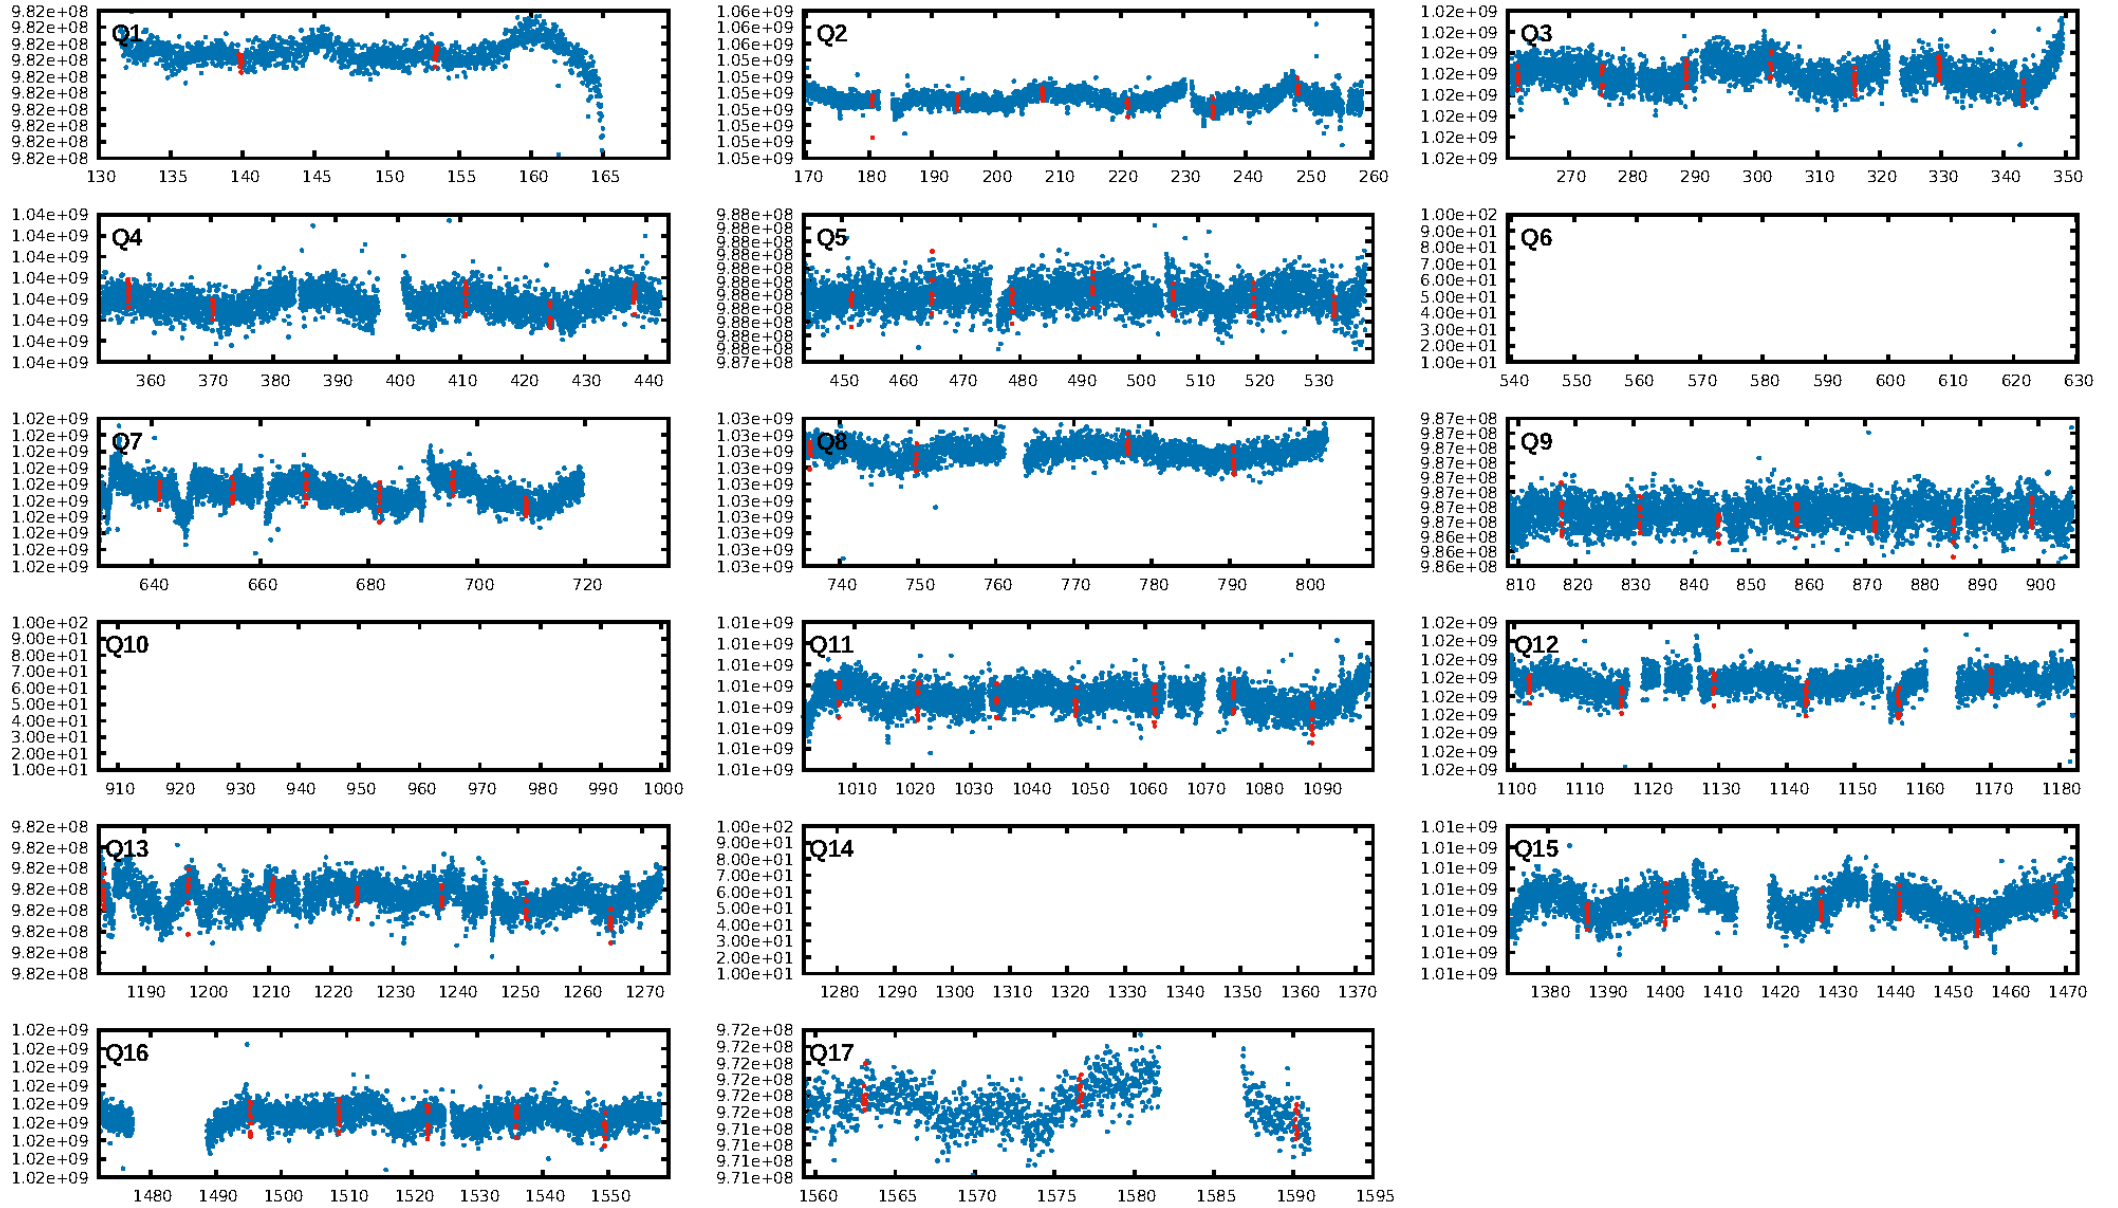 9.82e+08
9.82e+08
9.82e+08
9.82e+08
9.82e+08
9.82e+08
9.82e+08
9.82e+08
9.82e+08
9.82e+08
Q1
130 135 140 145 150 155 160 165
1.06e+09
1.06e+09
1.06e+09
1.05e+09
1.05e+09
1.05e+09
1.05e+09
1.05e+09
1.05e+09
1.05e+09
Q2
170 180 190 200 210 220 230 240 250 260
1.02e+09
1.02e+09
1.02e+09
1.02e+09
1.02e+09
1.02e+09
1.02e+09
1.02e+09
Q3
270 280 290 300 310 320 330 340 350
1.04e+09
1.04e+09
1.04e+09
1.04e+09
1.04e+09
1.04e+09
1.04e+09
1.04e+09
Q4
360 370 380 390 400 410 420 430 440
9.88e+08
9.88e+08
9.88e+08
9.88e+08
9.88e+08
9.88e+08
9.88e+08
9.88e+08
9.88e+08
9.88e+08
9.88e+08
9.87e+08
Q5
450 460 470 480 490 500 510 520 530
1.00e+02
9.00e+01
8.00e+01
7.00e+01
6.00e+01
5.00e+01
4.00e+01
3.00e+01
2.00e+01
1.00e+01
Q6
540 550 560 570 580 590 600 610 620 630
1.02e+09
1.02e+09
1.02e+09
1.02e+09
1.02e+09
1.02e+09
1.02e+09
1.02e+09
1.02e+09
1.02e+09
Q7
640 660 680 700 720
1.03e+09
1.03e+09
1.03e+09
1.03e+09
1.03e+09
1.03e+09
1.03e+09
1.03e+09
1.03e+09
1.03e+09
Q8
740 750 760 770 780 790 800
9.87e+08
9.87e+08
9.87e+08
9.87e+08
9.87e+08
9.87e+08
9.87e+08
9.87e+08
9.87e+08
9.86e+08
9.86e+08
Q9
810 820 830 840 850 860 870 880 890 900
1.00e+02
9.00e+01
8.00e+01
7.00e+01
6.00e+01
5.00e+01
4.00e+01
3.00e+01
2.00e+01
1.00e+01
Q10
910 920 930 940 950 960 970 980 990 1000
1.01e+09
1.01e+09
1.01e+09
1.01e+09
1.01e+09
1.01e+09
1.01e+09
1.01e+09
Q11
1010 1020 1030 1040 1050 1060 1070 1080 1090
1.02e+09
1.02e+09
1.02e+09
1.02e+09
1.02e+09
1.02e+09
1.02e+09
1.02e+09
1.02e+09
Q12
1100 1110 1120 1130 1140 1150 1160 1170 1180
9.82e+08
9.82e+08
9.82e+08
9.82e+08
9.82e+08
9.82e+08
9.82e+08
9.82e+08
Q13
1190 1200 1210 1220 1230 1240 1250 1260 1270
1.00e+02
9.00e+01
8.00e+01
7.00e+01
6.00e+01
5.00e+01
4.00e+01
3.00e+01
2.00e+01
1.00e+01
Q14
1280 1290 1300 1310 1320 1330 1340 1350 1360 1370
1.01e+09
1.01e+09
1.01e+09
1.01e+09
1.01e+09
1.01e+09
1.01e+09
1.01e+09
Q15
1380 1390 1400 1410 1420 1430 1440 1450 1460 1470
1.02e+09
1.02e+09
1.02e+09
1.02e+09
1.02e+09
1.02e+09
1.02e+09
1.02e+09
1.02e+09
Q16
1480 1490 1500 1510 1520 1530 1540 1550
9.72e+08
9.72e+08
9.72e+08
9.72e+08
9.72e+08
9.72e+08
9.71e+08
9.71e+08
9.71e+08
9.71e+08
Q17
1560 1565 1570 1575 1580 1585 1590 1595